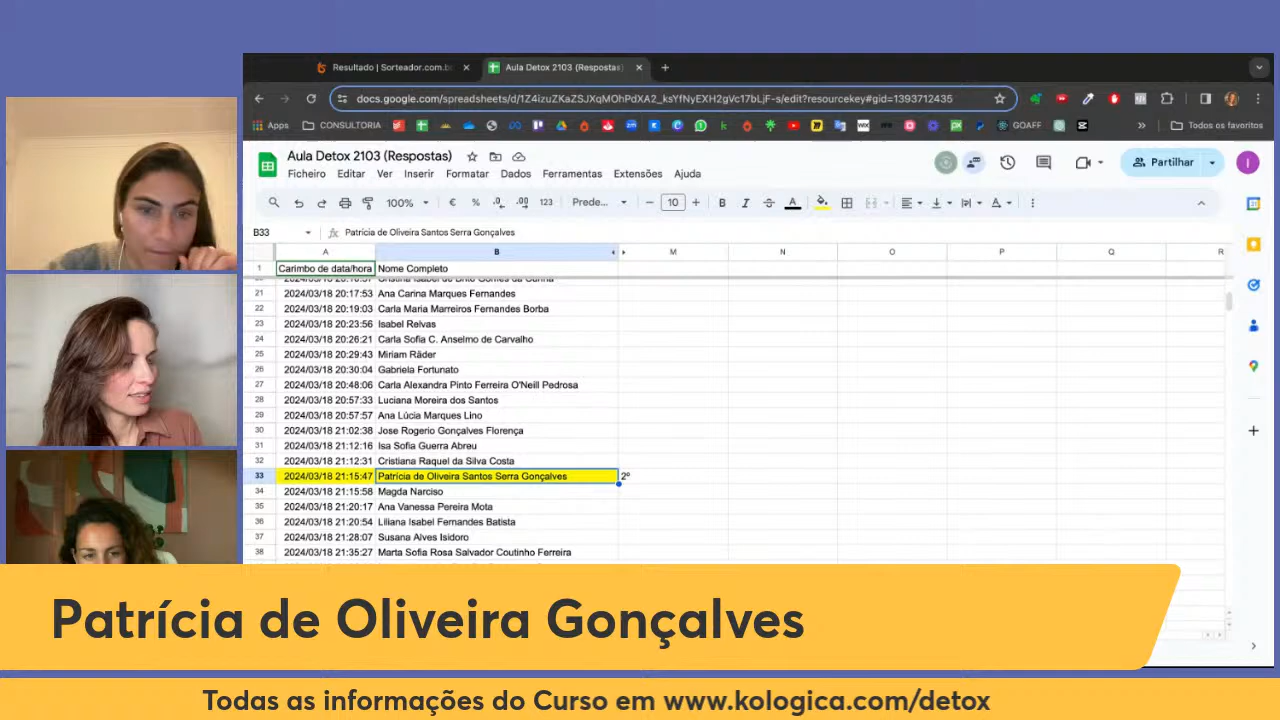 Resultado | Sorteador.com.b
Aula Detox 2103 (Respostas)
docs.google.com/spreadsheets/d/1Z4izuZKaZSJXqMOhPdXA2_ksYfNyEXH2gVc17bLjF-s/edit?resourcekey#gid=1393712435
Apps
CONSULTORIA
GOAFF
Todos os favoritos
Aula Detox 2103 (Respostas)
Partilhar
I
Ficheiro Editar Ver Inserir Formatar Dados Ferramentas Extensões Ajuda
100% € % .0 .00 123 Prede... 10 B I A
B33 fx Patrícia de Oliveira Santos Serra Gonçalves
A B M N O P Q R
1 Carimbo de data/hora Nome Completo
21 2024/03/18 20:17:53 Ana Carina Marques Fernandes
22 2024/03/18 20:19:03 Carla Maria Marreiros Fernandes Borba
23 2024/03/18 20:23:56 Isabel Relvas
24 2024/03/18 20:26:21 Carla Sofia C. Anselmo de Carvalho
25 2024/03/18 20:29:43 Miriam Räder
26 2024/03/18 20:30:04 Gabriela Fortunato
27 2024/03/18 20:48:06 Carla Alexandra Pinto Ferreira O'Neill Pedrosa
28 2024/03/18 20:57:33 Luciana Moreira dos Santos
29 2024/03/18 20:57:57 Ana Lúcia Marques Lino
30 2024/03/18 21:02:38 Jose Rogerio Gonçalves Florença
31 2024/03/18 21:12:16 Isa Sofia Guerra Abreu
32 2024/03/18 21:12:31 Cristiana Raquel da Silva Costa
33 2024/03/18 21:15:47 Patrícia de Oliveira Santos Serra Gonçalves 2º
34 2024/03/18 21:15:58 Magda Narciso
35 2024/03/18 21:20:17 Ana Vanessa Pereira Mota
36 2024/03/18 21:20:54 Liliana Isabel Fernandes Batista
37 2024/03/18 21:28:07 Susana Alves Isidoro
38 2024/03/18 21:35:27 Marta Sofia Rosa Salvador Coutinho Ferreira
Patrícia de Oliveira Gonçalves
Todas as informações do Curso em www.kologica.com/detox